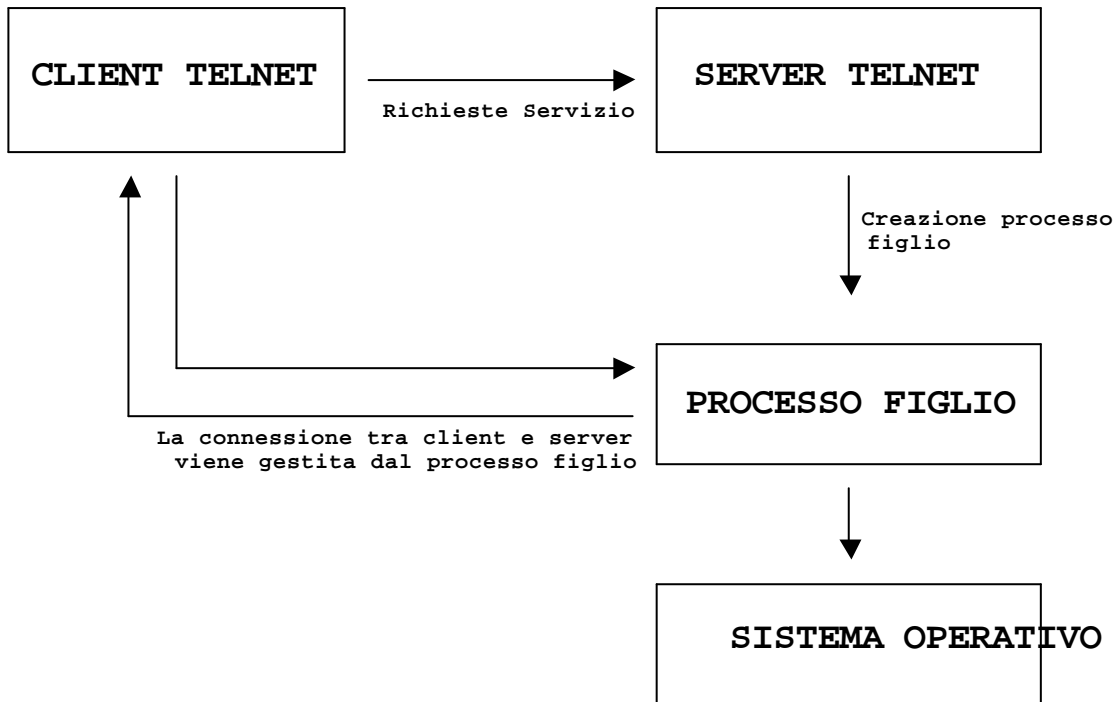 CLIENT TELNET
SERVER TELNET
Richieste Servizio
Creazione processo
figlio
PROCESSO FIGLIO
La connessione tra client e server
viene gestita dal processo figlio
SISTEMA OPERATIVO